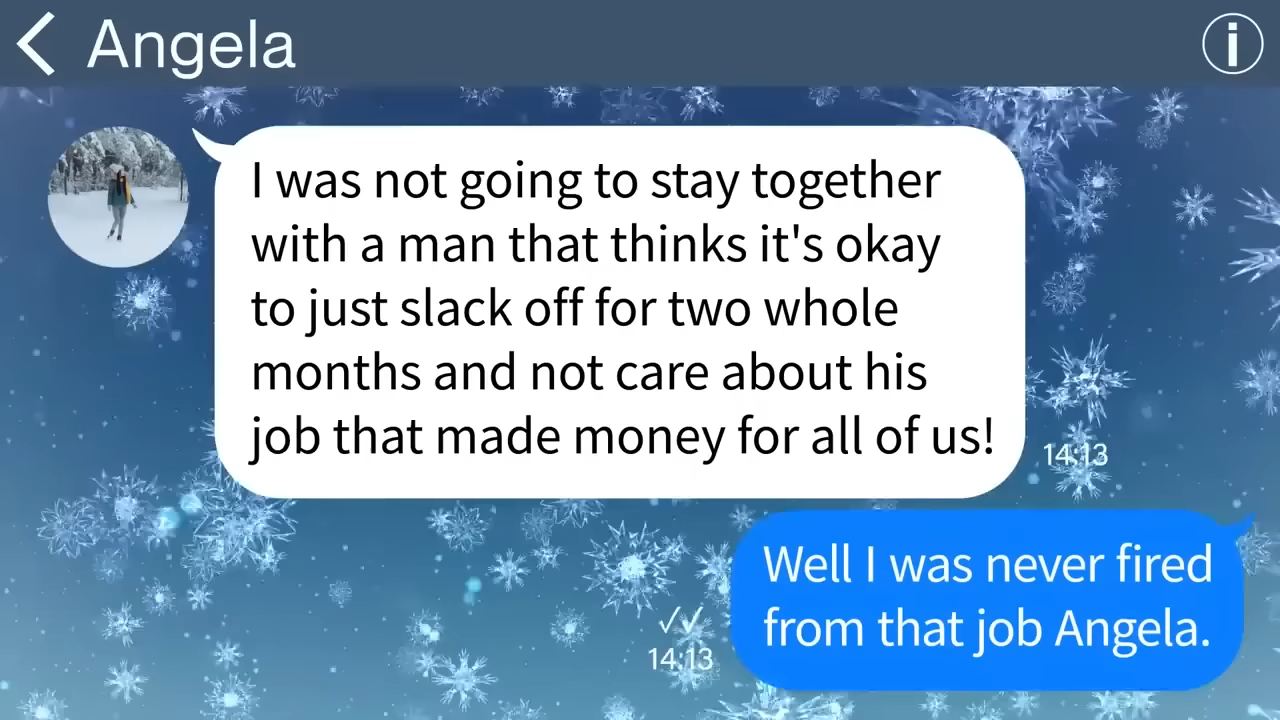 Angela
i
I was not going to stay together
with a man that thinks it's okay
to just slack off for two whole
months and not care about his
job that made money for all of us!
14:13
Well I was never fired
from that job Angela.
✓✓
14:13